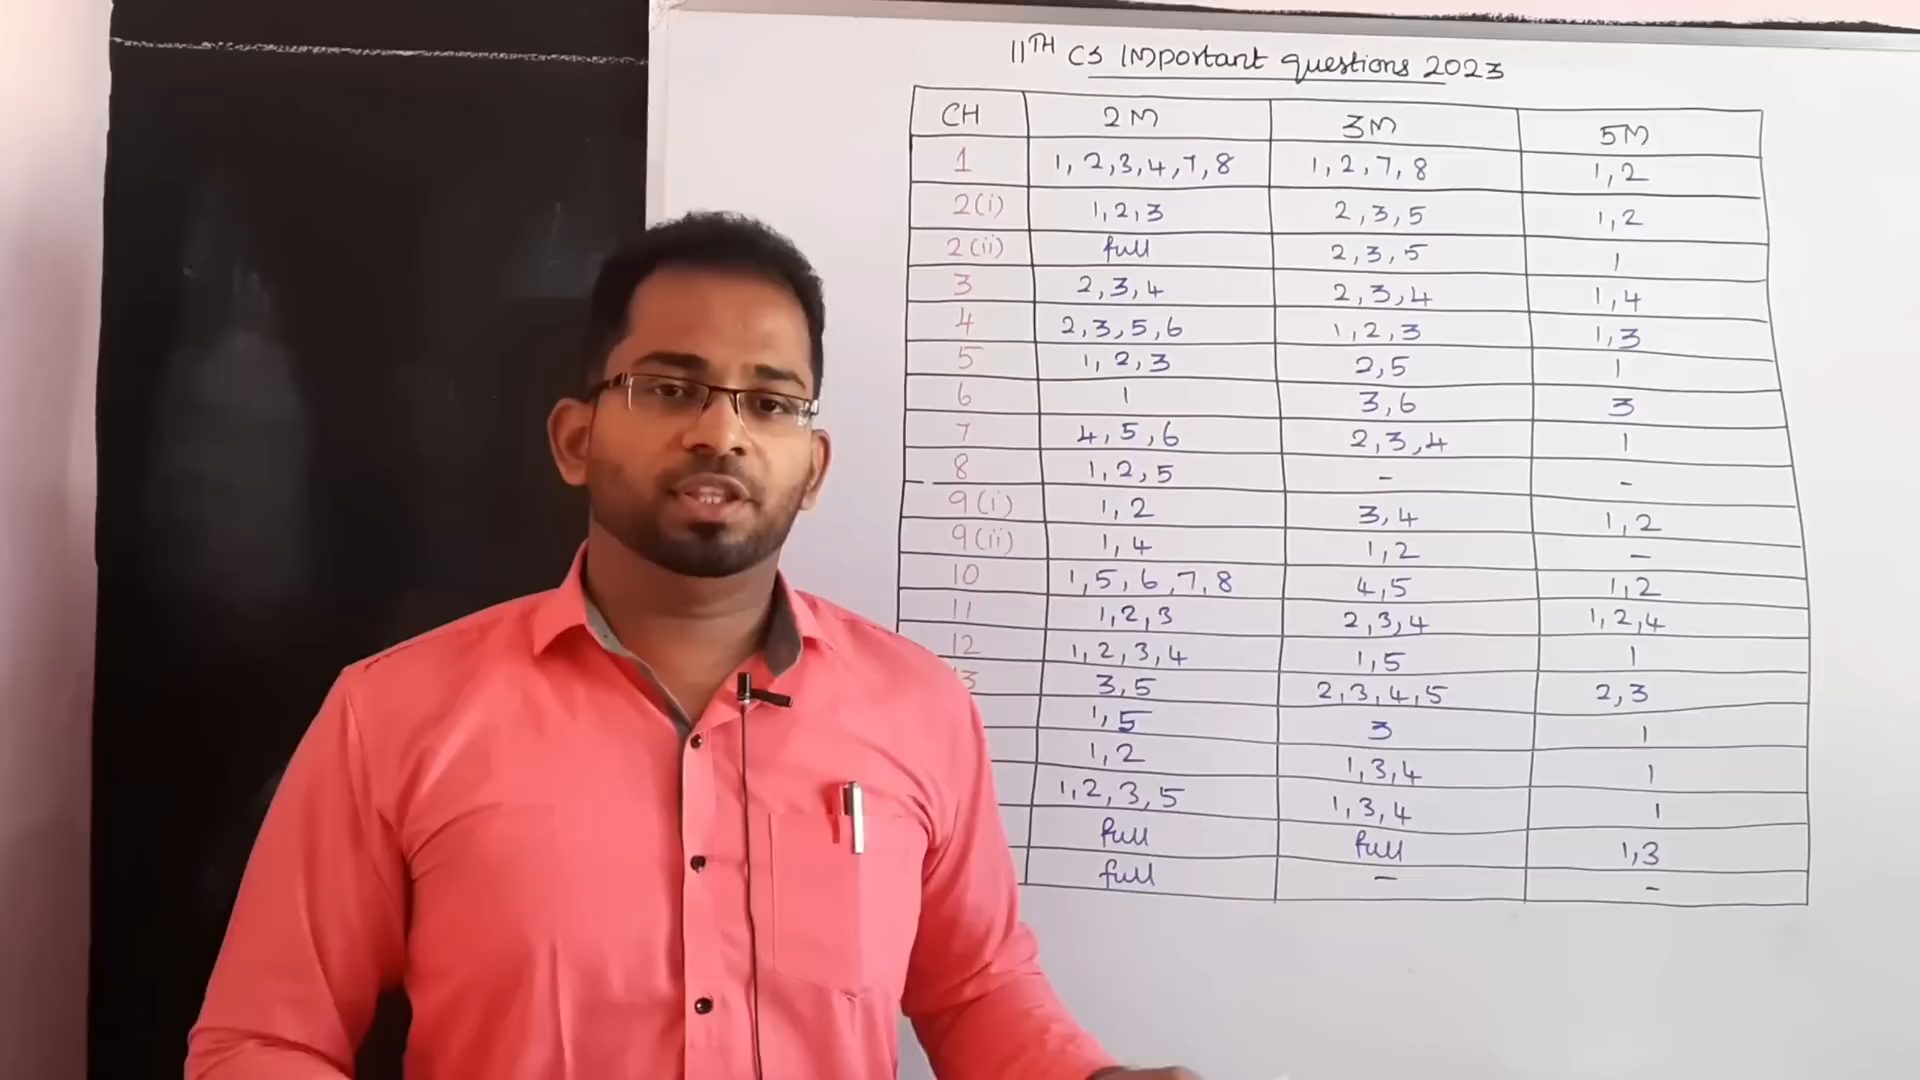 11TH CS Important questions 2023
CH 2M 3M 5M
1 1, 2, 3, 4, 7, 8 1, 2, 7, 8 1, 2
2(i) 1, 2, 3 2, 3, 5 1, 2
2(ii) full 2, 3, 5 1
3 2, 3, 4 2, 3, 4 1, 4
4 2, 3, 5, 6 1, 2, 3 1, 3
5 1, 2, 3 2, 5 1
6 1 3, 6 3
7 4, 5, 6 2, 3, 4 1
8 1, 2, 5 - -
9(i) 1, 2 3, 4 1, 2
9(ii) 1, 4 1, 2 -
10 1, 5, 6, 7, 8 4, 5 1, 2
11 1, 2, 3 2, 3, 4 1, 2, 4
12 1, 2, 3, 4 1, 5 1
3 3, 5 2, 3, 4, 5 2, 3
1, 5 3 1
1, 2 1, 3, 4 1
1, 2, 3, 5 1, 3, 4 1
full full 1, 3
full - -